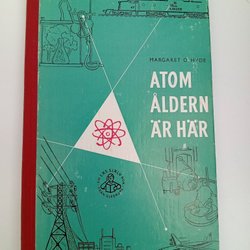 MARGARET O. HYDE
ATOM
ÅLDERN
ÄR HÄR